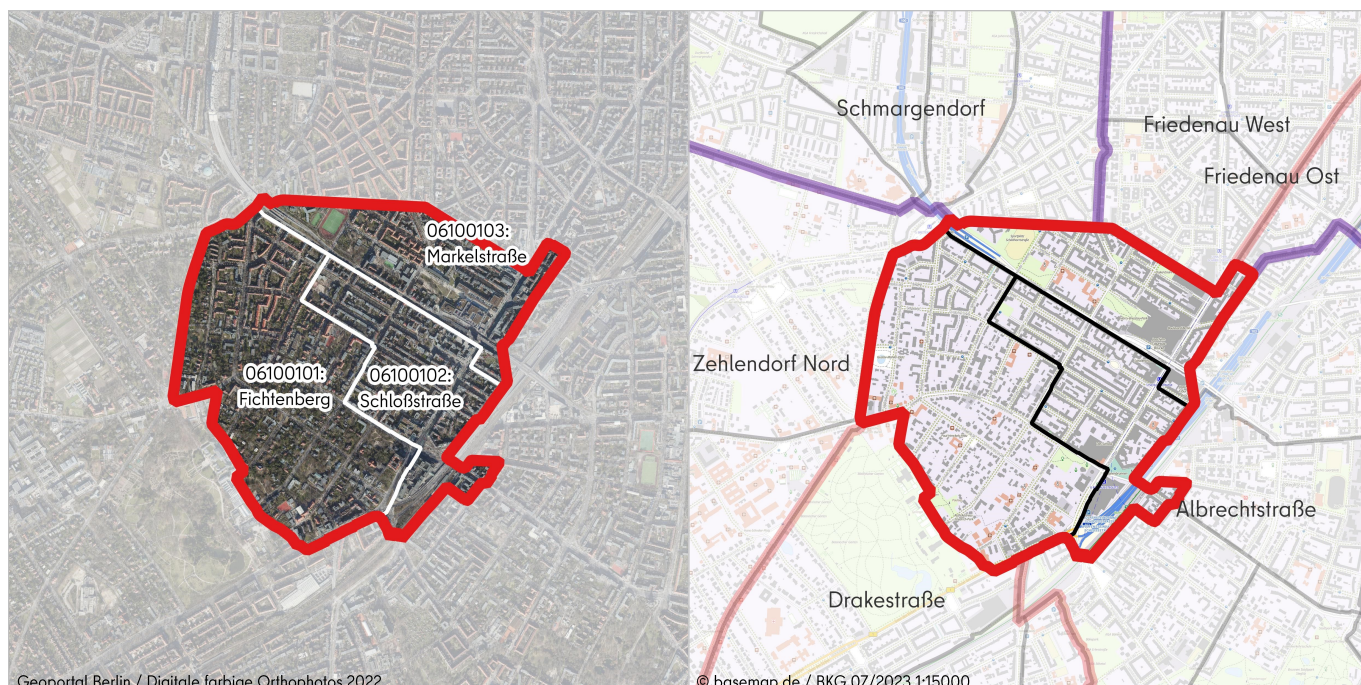 06100103:
Markelstraße
06100101:
Fichtenberg
06100102:
Schloßstraße
Geoportal Berlin / Digitale farbige Orthophotos 2022
Schmargendorf
Friedenau West
Friedenau Ost
Zehlendorf Nord
Albrechtstraße
Drakestraße
© basemap.de / BKG 07/2023 1:15000